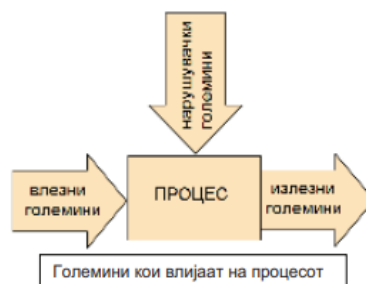 нарушувачки
големини
влезни
големини
ПРОЦЕС
излезни
големини
Големини кои влијаат на процесот